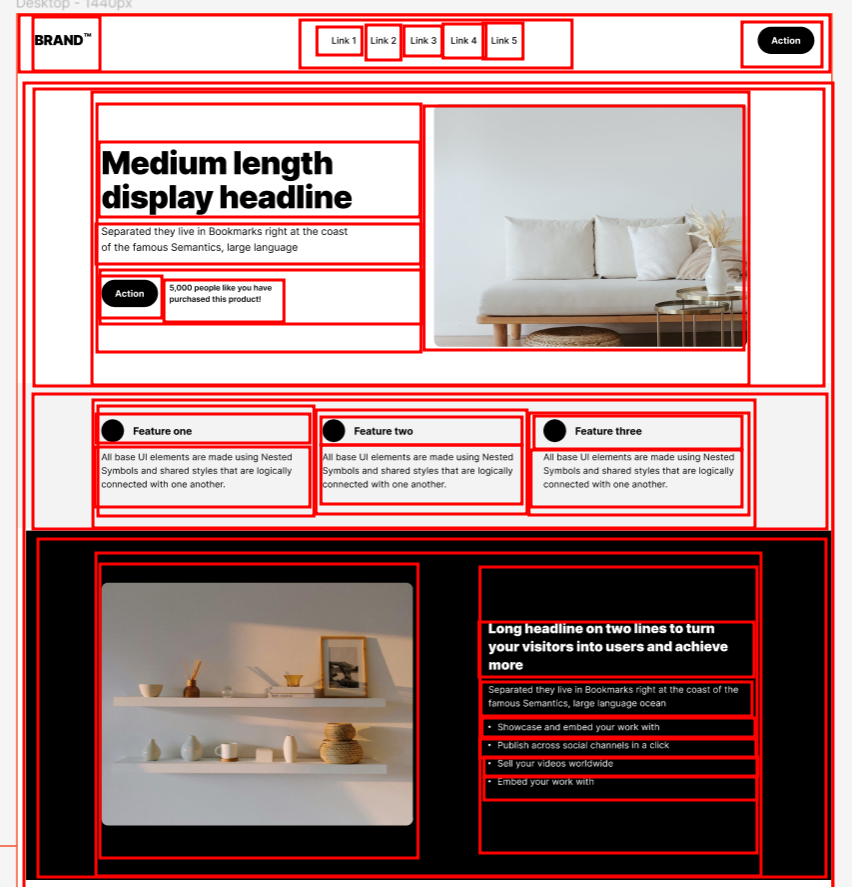 Desktop - 1440px
BRAND™
Link 1 Link 2 Link 3 Link 4 Link 5
Action
Medium length
display headline
Separated they live in Bookmarks right at the coast
of the famous Semantics, large language
Action
5,000 people like you have
purchased this product!
Feature one
All base UI elements are made using Nested
Symbols and shared styles that are logically
connected with one another.
Feature two
All base UI elements are made using Nested
Symbols and shared styles that are logically
connected with one another.
Feature three
All base UI elements are made using Nested
Symbols and shared styles that are logically
connected with one another.
Long headline on two lines to turn
your visitors into users and achieve
more
Separated they live in Bookmarks right at the coast of the
famous Semantics, large language ocean
• Showcase and embed your work with
• Publish across social channels in a click
• Sell your videos worldwide
• Embed your work with